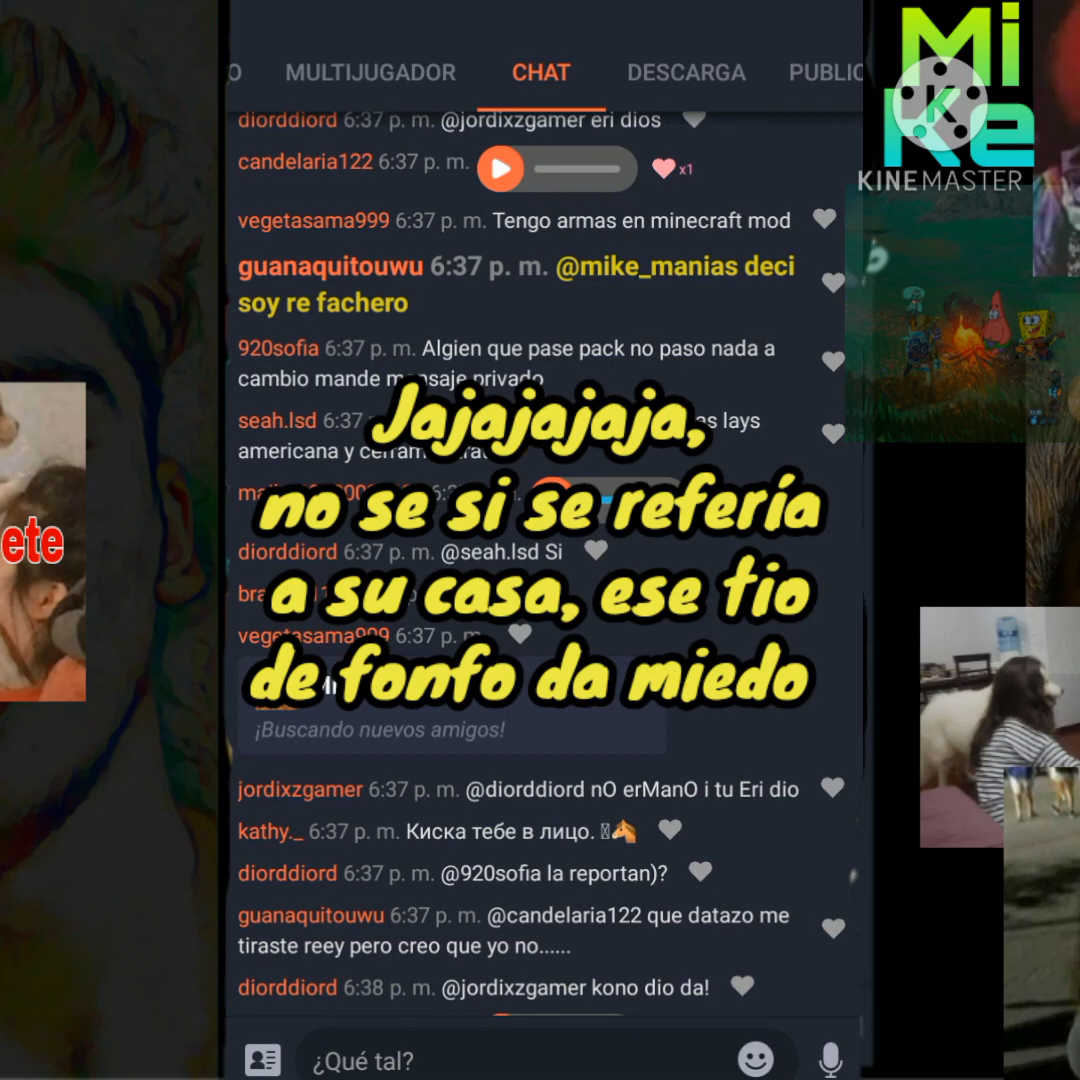 MULTIJUGADOR CHAT DESCARGA PUBLIC
Mi
Ke
K
KINEMASTER
diorddiord 6:37 p. m. @jordixzgamer eri dios
candelaria122 6:37 p. m. x1
vegetasama999 6:37 p. m. Tengo armas en minecraft mod
guanaquitouwu 6:37 p. m. @mike_manias deci
soy re fachero
920sofia 6:37 p. m. Algien que pase pack no paso nada a
cambio mande mensaje privado
seah.lsd 6:37 lays
americana y
Jajajajaja,
no se si se refería
a su casa, ese tio
de fonfo da miedo
diorddiord 6:37 p. m. @seah.lsd Si
vegetasama999 6:37 p. m.
¡Buscando nuevos amigos!
ete
jordixzgamer 6:37 p. m. @diorddiord nO erManO i tu Eri dio
kathy._ 6:37 p. m. Киска тебе в лицо. 🐴
diorddiord 6:37 p. m. @920sofia la reportan)?
guanaquitouwu 6:37 p. m. @candelaria122 que datazo me
tiraste reey pero creo que yo no......
diorddiord 6:38 p. m. @jordixzgamer kono dio da!
¿Qué tal?